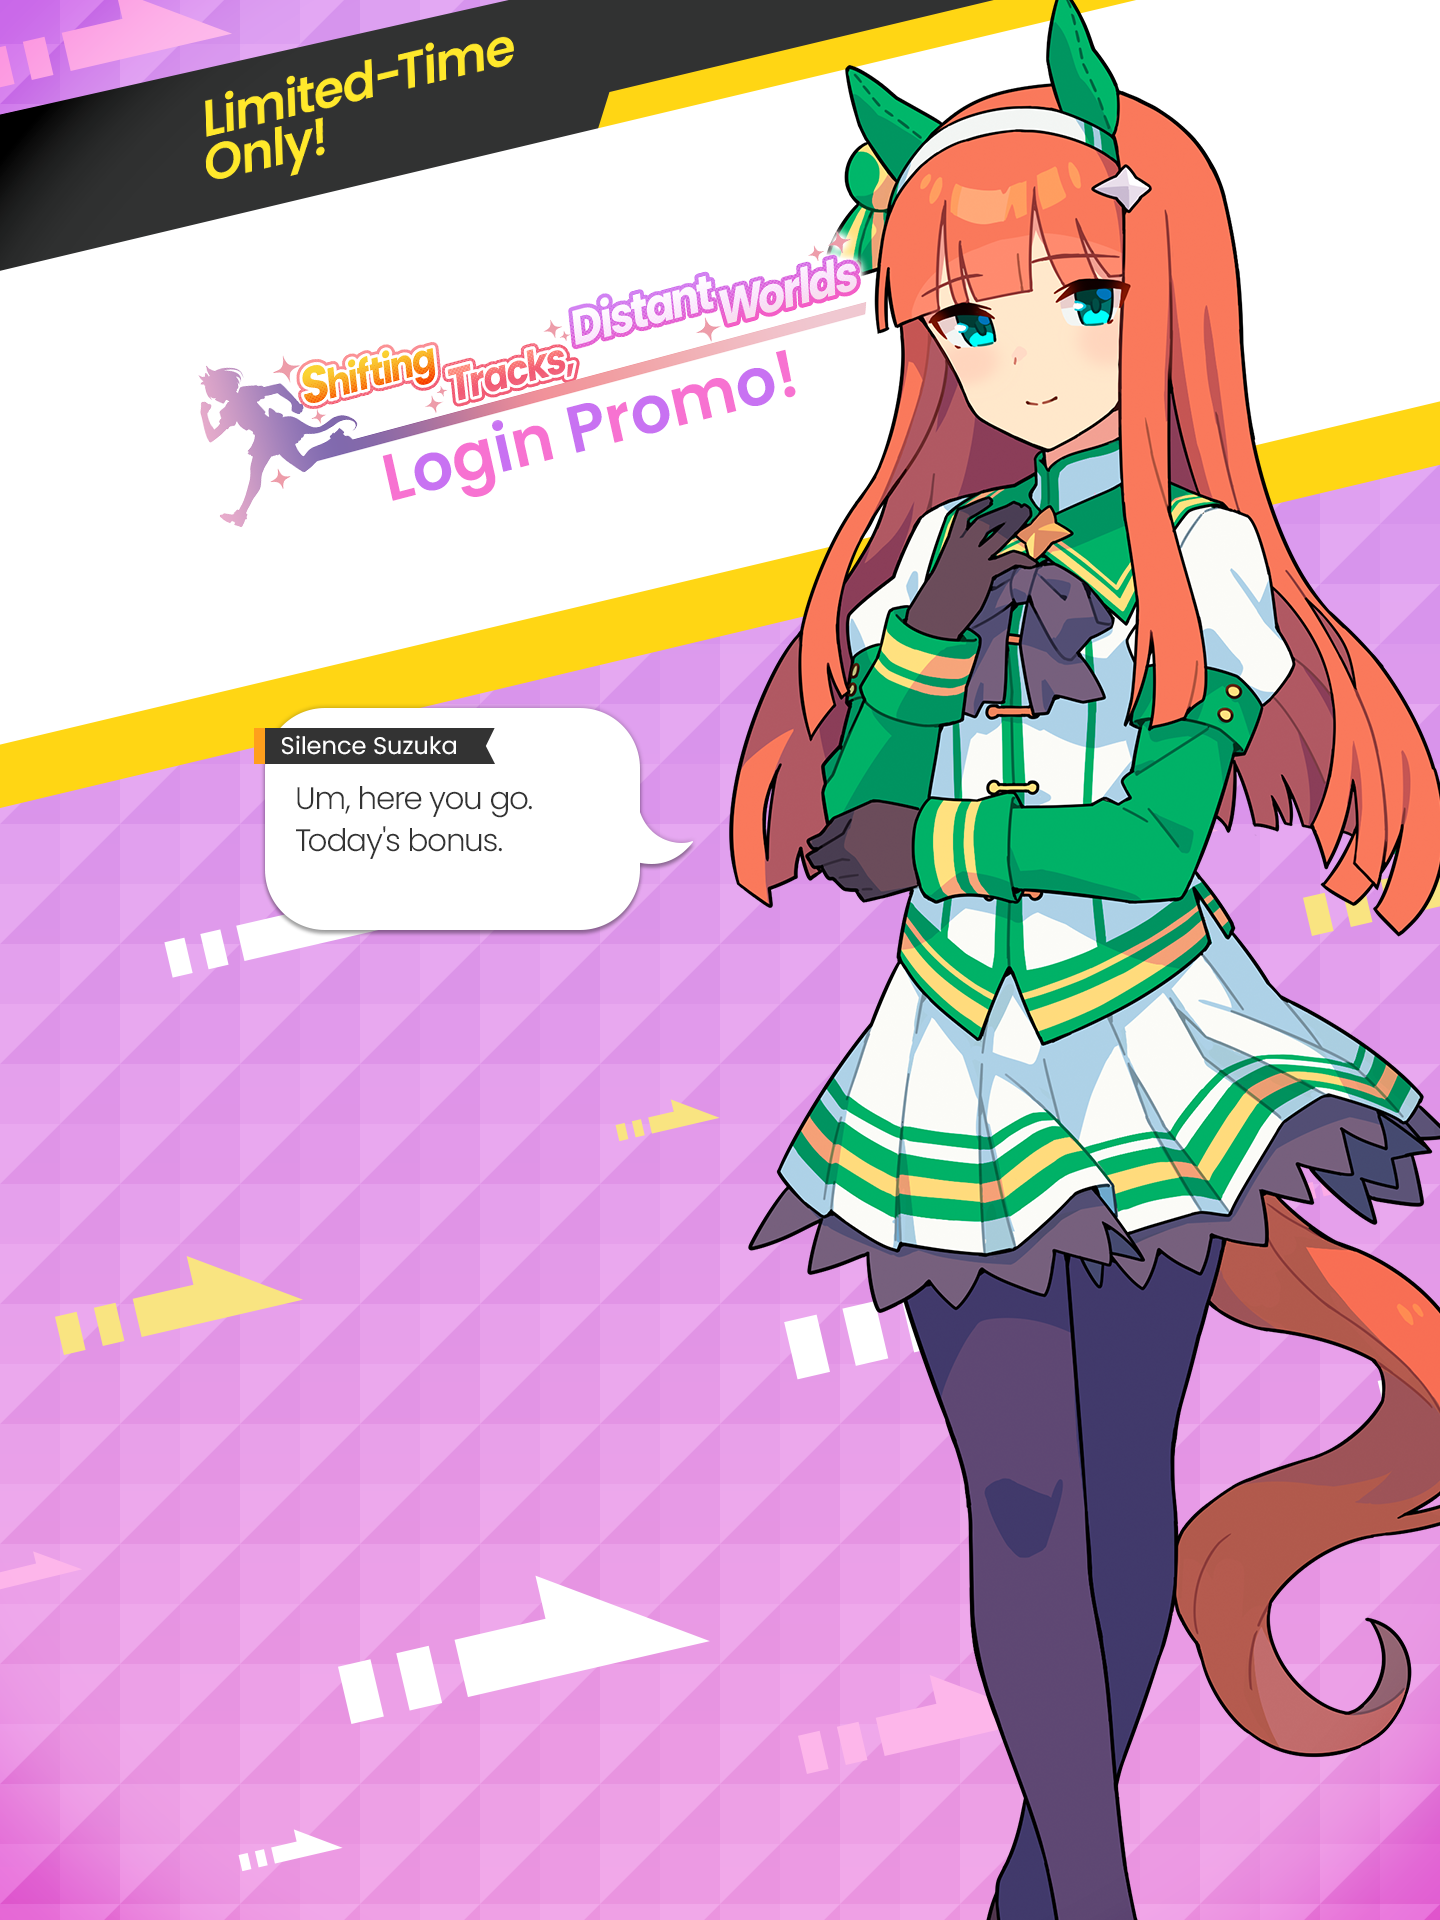 Limited-Time
Only!
Shifting Tracks, Distant Worlds
Login Promo!
Silence Suzuka
Um, here you go.
Today's bonus.